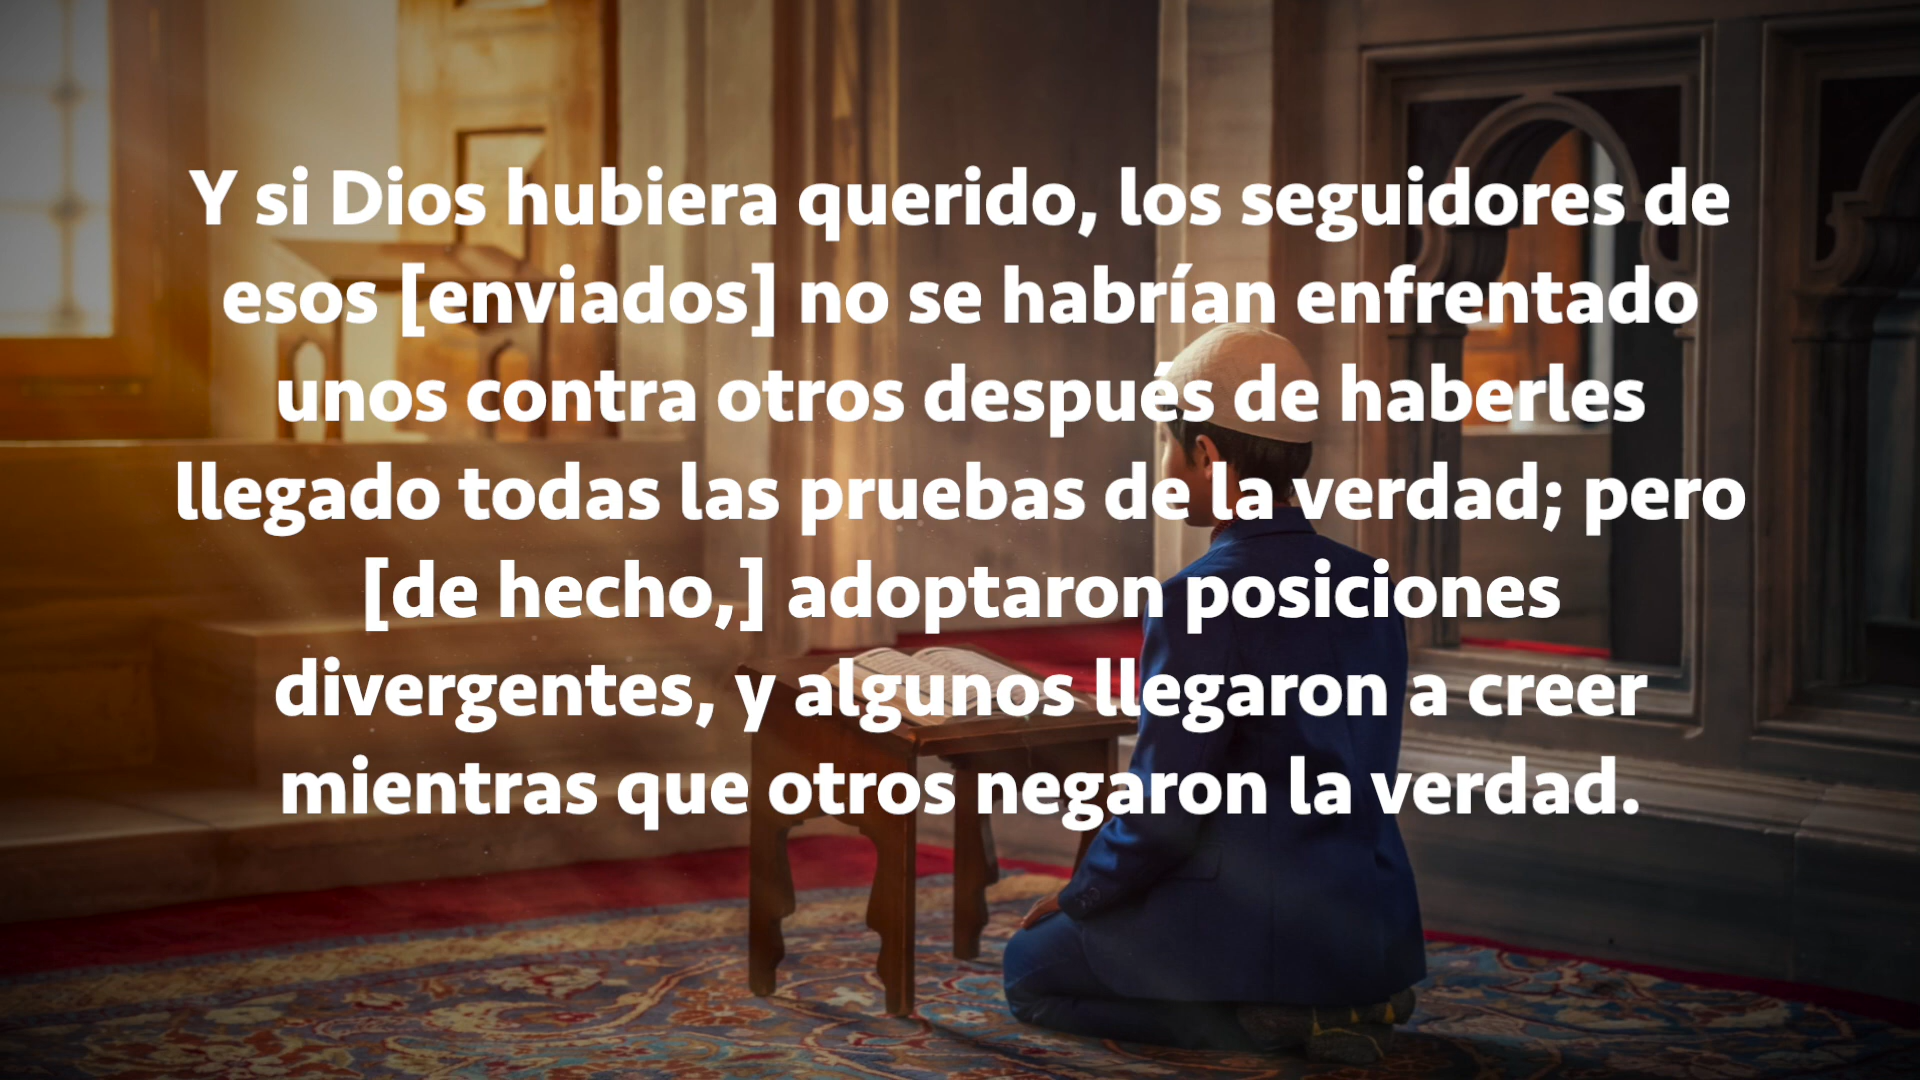 Y si Dios hubiera querido, los seguidores de
esos [enviados] no se habrían enfrentado
unos contra otros después de haberles
llegado todas las pruebas de la verdad; pero
[de hecho,] adoptaron posiciones
divergentes, y algunos llegaron a creer
mientras que otros negaron la verdad.